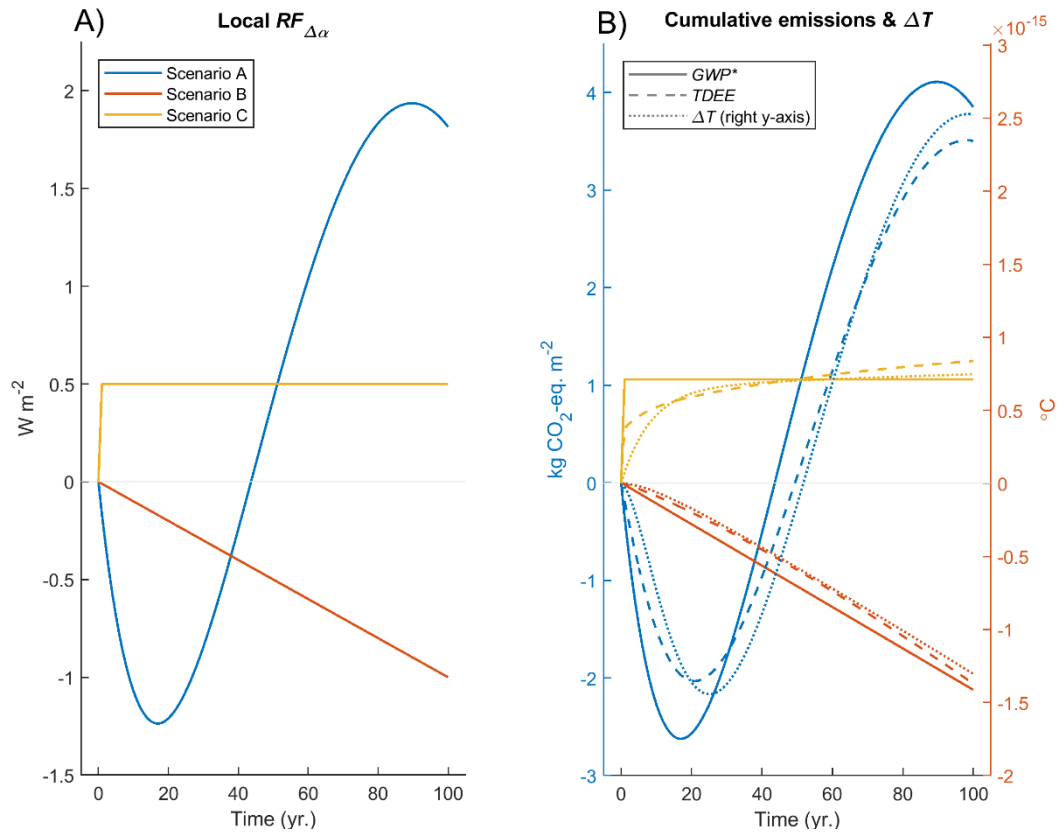 A) Local RF_Δα
Scenario A
Scenario B
Scenario C
W m⁻²
2
1.5
1
0.5
0
-0.5
-1
-1.5
0 20 40 60 80 100
Time (yr.)
B) Cumulative emissions & ΔT
GWP*
TDEE
ΔT (right y-axis)
kg CO₂-eq. m⁻²
4
3
2
1
0
-1
-2
-3
×10⁻¹⁵
3
2.5
2
1.5
1
0.5
0
-0.5
-1
-1.5
-2
°C
0 20 40 60 80 100
Time (yr.)